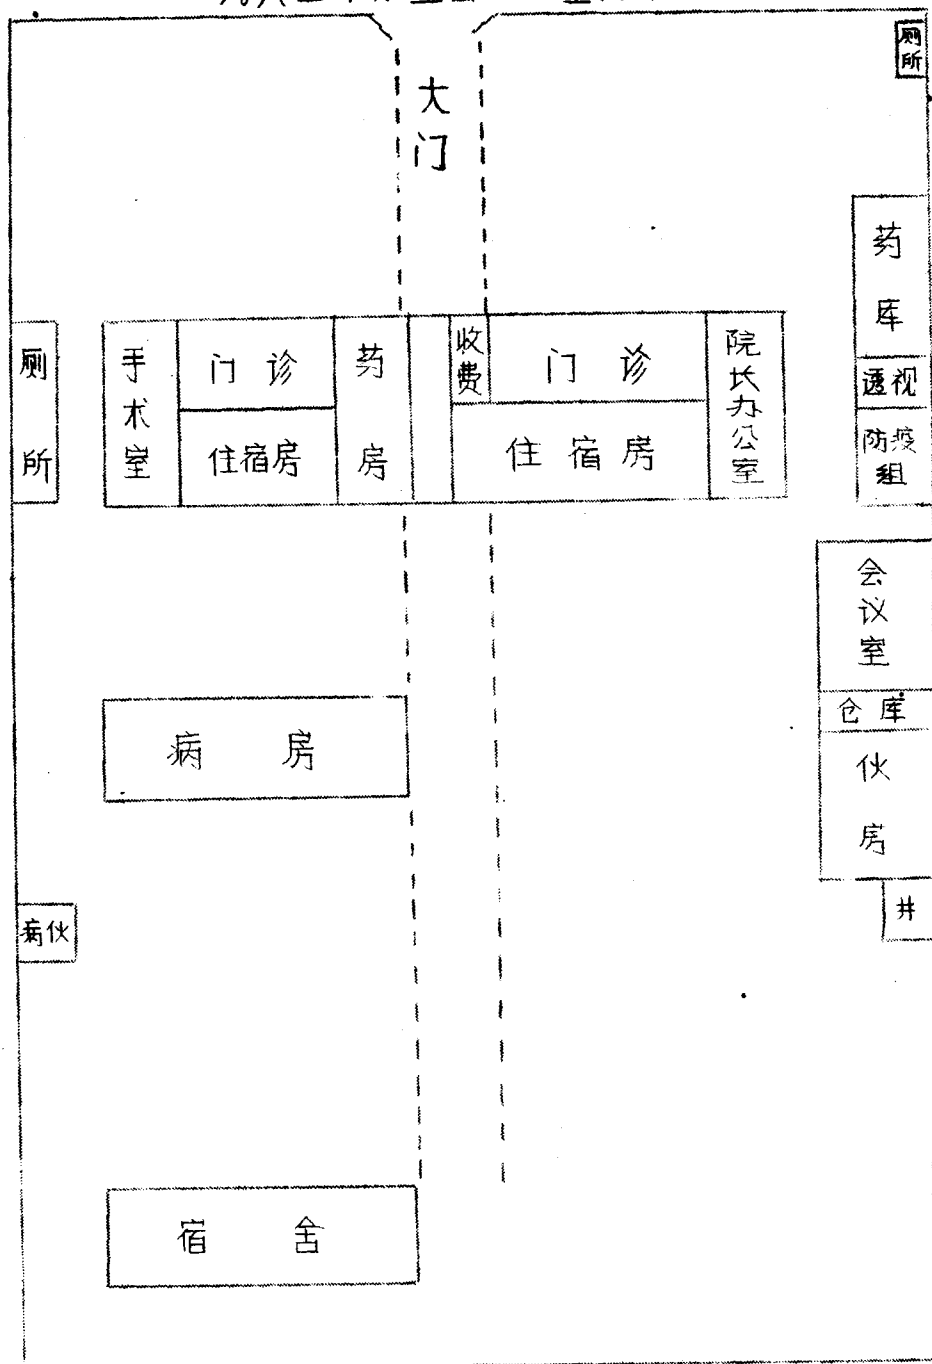 厕所
大门
药库
厕所
手术室
门诊
药房
收费
门诊
院长办公室
透视
住宿房
住宿房
防疫组
会议室
仓库
病房
伙房
病伙
井
宿舍